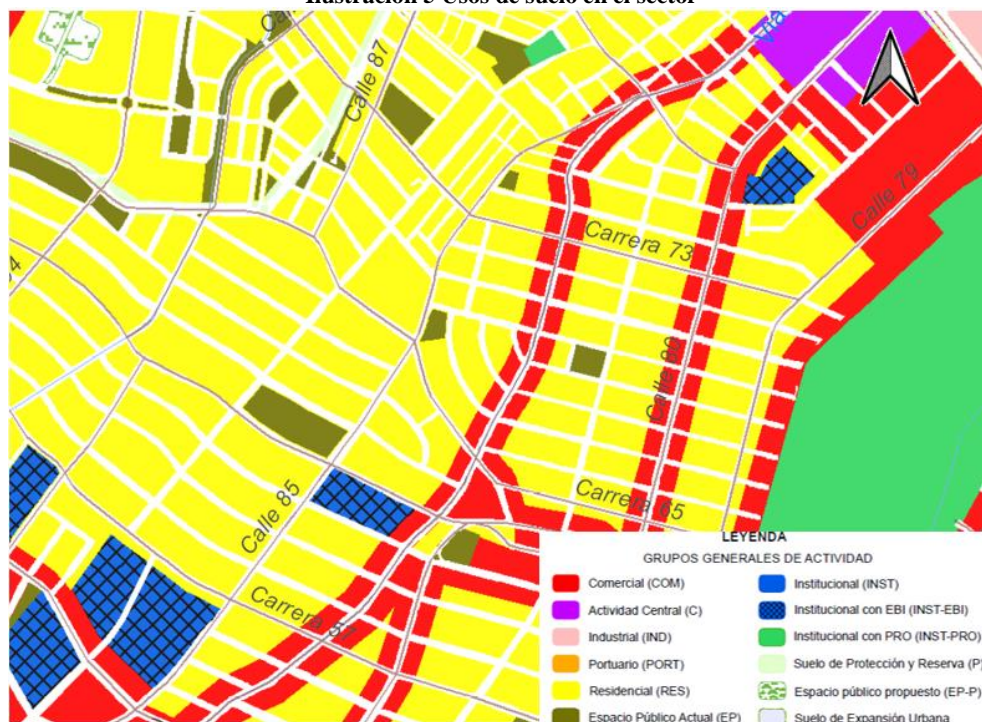 Ilustración 5 Usos de suelo en el sector
Calle 87
Carrera 73
Calle 79
Calle 80
Calle 85
Carrera 65
Carrera 57
LEYENDA
GRUPOS GENERALES DE ACTIVIDAD
Comercial (COM)
Actividad Central (C)
Industrial (IND)
Portuario (PORT)
Residencial (RES)
Espacio Público Actual (EP)
Institucional (INST)
Institucional con EBI (INST-EBI)
Institucional con PRO (INST-PRO)
Suelo de Protección y Reserva (P)
Espacio público propuesto (EP-P)
Suelo de Expansión Urbana